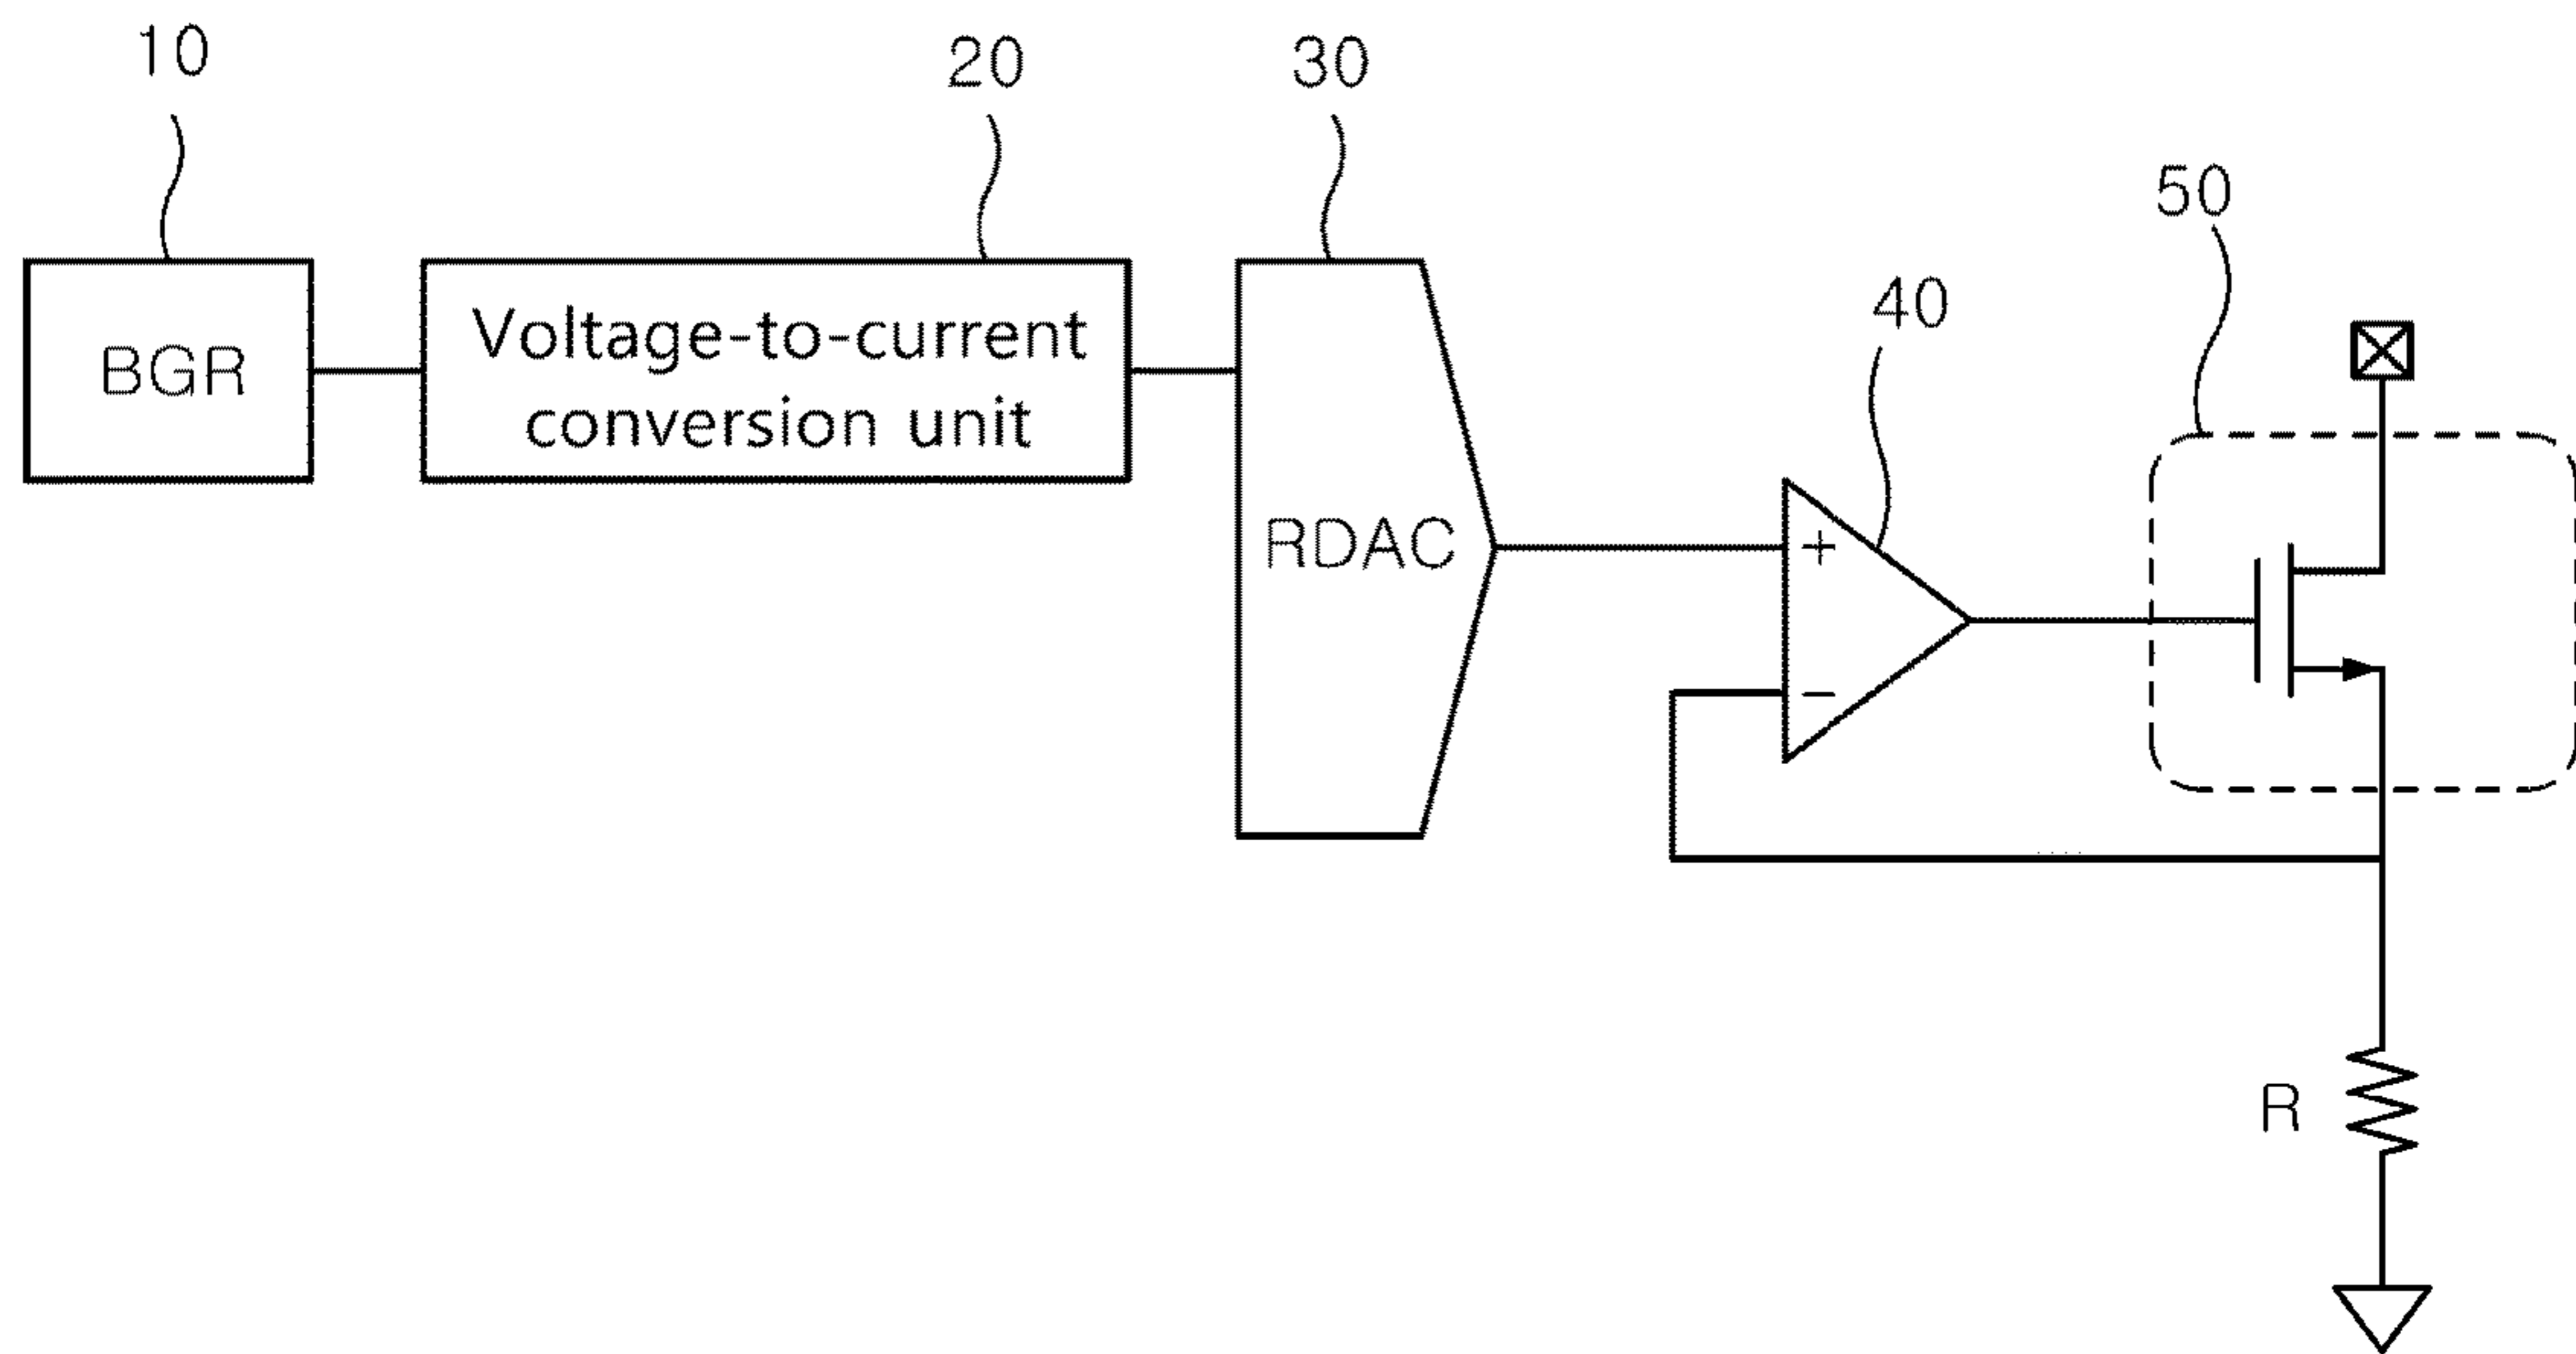 10
20
30
50
40
BGR
Voltage-to-current
conversion unit
RDAC
+
−
R